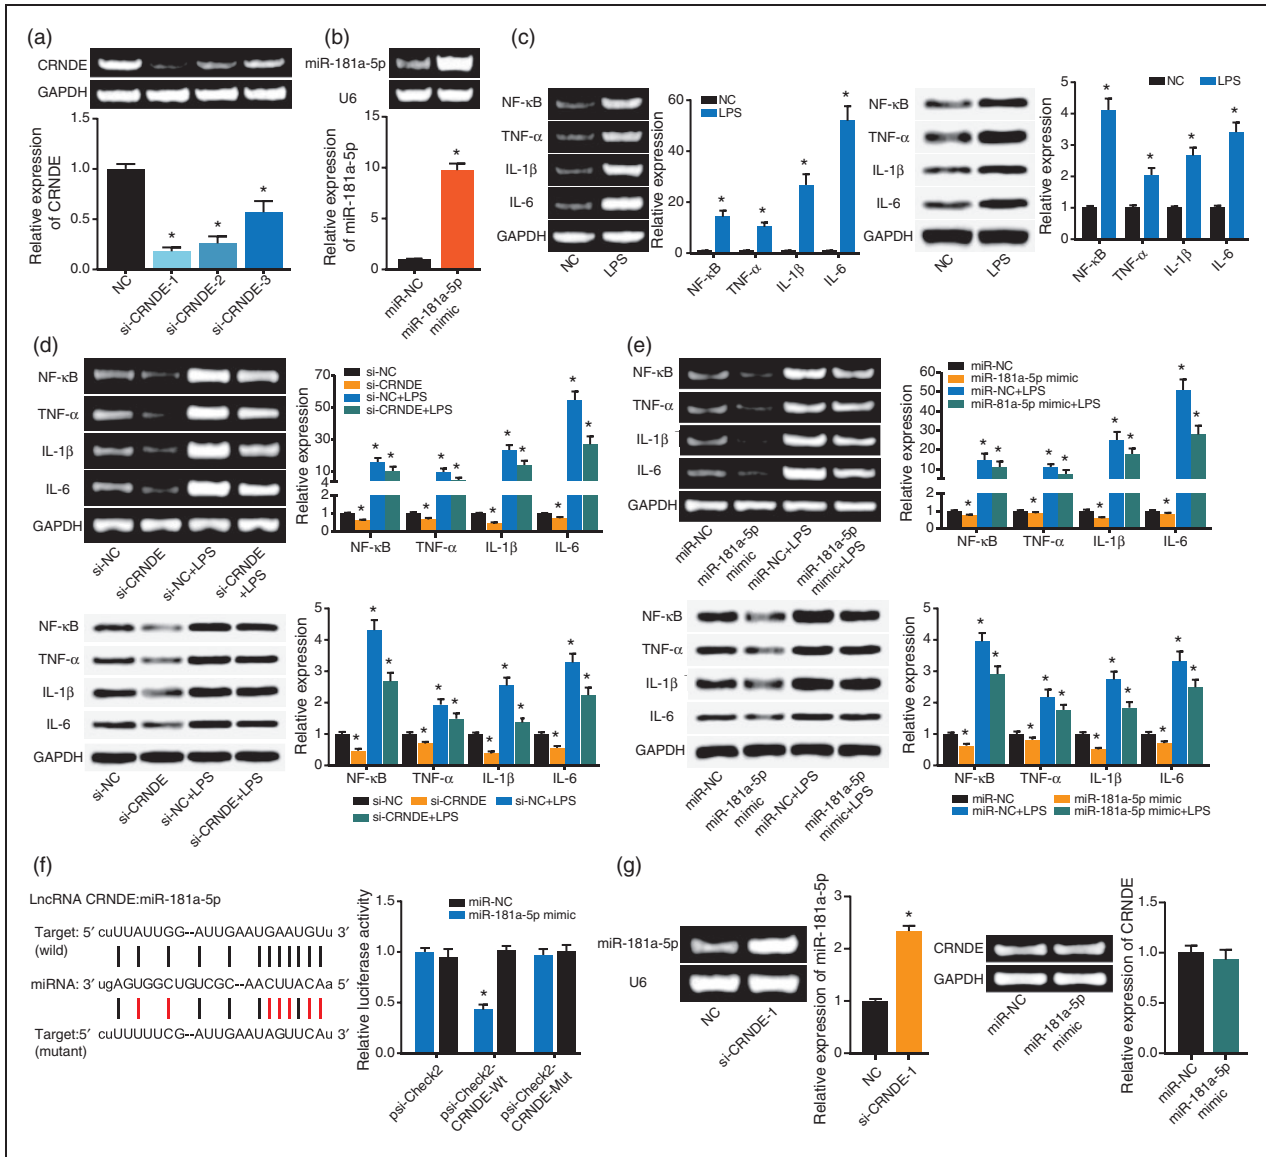 (a)
CRNDE
GAPDH
Relative expression
of CRNDE
1.5
1.0
0.5
0.0
*
*
*
NC
si-CRNDE-1
si-CRNDE-2
si-CRNDE-3
(b)
miR-181a-5p
U6
Relative expression
of miR-181a-5p
15
10
5
0
*
miR-NC
miR-181a-5p
mimic
(c)
NF-κB
TNF-α
IL-1β
IL-6
GAPDH
NC
LPS
Relative expression
60
40
20
0
NC
LPS
*
*
*
*
NF-κB
TNF-α
IL-1β
IL-6
NF-κB
TNF-α
IL-1β
IL-6
GAPDH
NC
LPS
Relative expression
5
4
3
2
1
0
NC
LPS
*
*
*
*
NF-κB
TNF-α
IL-1β
IL-6
(d)
NF-κB
TNF-α
IL-1β
IL-6
GAPDH
si-NC
si-CRNDE
si-NC+LPS
si-CRNDE
+LPS
Relative expression
70
50
30
10
4
2
1
0
si-NC
si-CRNDE
si-NC+LPS
si-CRNDE+LPS
* * *
* * *
* * *
* * *
NF-κB
TNF-α
IL-1β
IL-6
NF-κB
TNF-α
IL-1β
IL-6
GAPDH
si-NC
si-CRNDE
si-NC+LPS
si-CRNDE+LPS
Relative expression
5
4
3
2
1
0
* * *
* * *
* * *
* * *
NF-κB
TNF-α
IL-1β
IL-6
si-NC
si-CRNDE
si-NC+LPS
si-CRNDE+LPS
(e)
NF-κB
TNF-α
IL-1β
IL-6
GAPDH
miR-NC
miR-181a-5p
mimic
miR-NC+LPS
miR-181a-5p
mimic+LPS
Relative expression
60
50
40
30
20
10
2
1
0
miR-NC
miR-181a-5p mimic
miR-NC+LPS
miR-81a-5p mimic+LPS
* * *
* * *
* * *
* * *
NF-κB
TNF-α
IL-1β
IL-6
NF-κB
TNF-α
IL-1β
IL-6
GAPDH
miR-NC
miR-181a-5p
mimic
miR-NC+LPS
miR-181a-5p
mimic+LPS
Relative expression
5
4
3
2
1
0
* * *
* * *
* * *
* * *
NF-κB
TNF-α
IL-1β
IL-6
miR-NC
miR-181a-5p mimic
miR-NC+LPS
miR-181a-5p mimic+LPS
(f)
LncRNA CRNDE:miR-181a-5p
Target: 5′ cuUUAUUGG--AUUGAAUGAAUGUu 3′
(wild)
miRNA: 3′ ugAGUGGCUGUCGC--AACUUACAa 5′
Target:5′ cuUUUUUCG--AUUGAAUAGUUCAu 3′
(mutant)
Relative luciferase activity
1.5
1.0
0.5
0.0
miR-NC
miR-181a-5p mimic
*
psi-Check2
psi-Check2-
CRNDE-Wt
psi-Check2-
CRNDE-Mut
(g)
miR-181a-5p
U6
NC
si-CRNDE-1
Relative expression of miR-181a-5p
3
2
1
0
*
NC
si-CRNDE-1
CRNDE
GAPDH
miR-NC
miR-181a-5p
mimic
Relative expression of CRNDE
1.5
1.0
0.5
0.0
miR-NC
miR-181a-5p
mimic